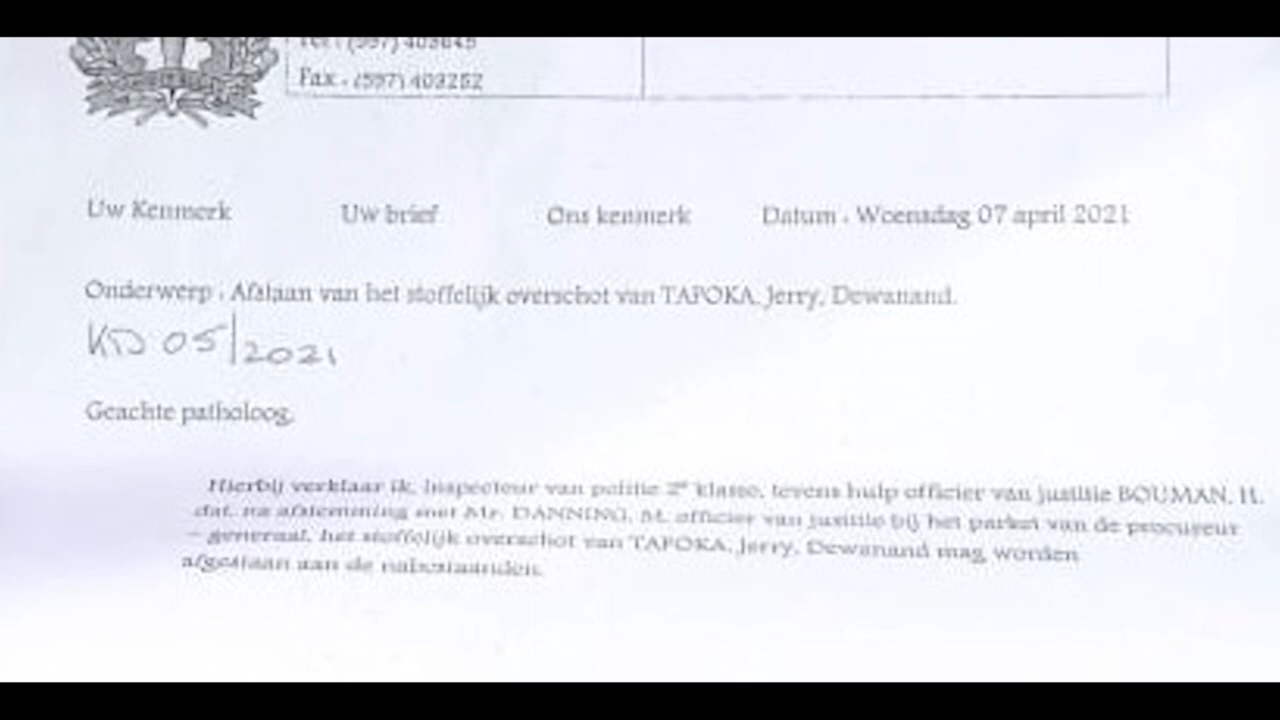 Tel : (597) 403645
Fax : (597) 403252
Uw Kenmerk Uw brief Ons kenmerk Datum : Woensdag 07 april 2021
Onderwerp : Afslaan van het stoffelijk overschot van TAPOKA, Jerry, Dewanand.
KD 05/2021
Geachte patholoog,
Hierbij verklaar ik, Inspecteur van politie 2e klasse, tevens hulp officier van justitie BOUMAN, H.
dat, na afstemming met Mr. DANNING, M. officier van justitie bij het parket van de procureur
– generaal, het stoffelijk overschot van TAPOKA, Jerry, Dewanand mag worden
afgestaan aan de nabestaanden.